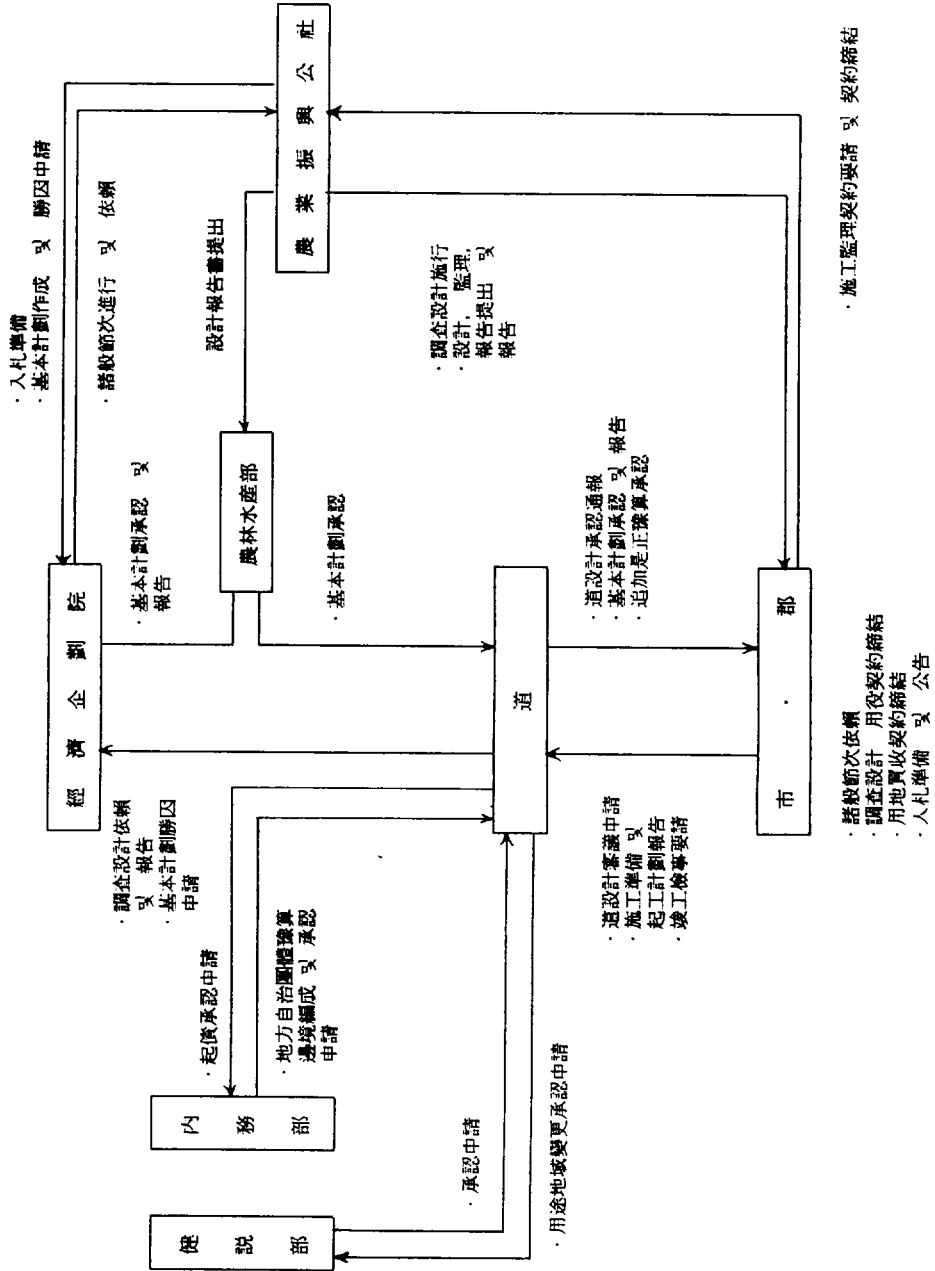 健說部
內務部
經濟企劃院
農林水産部
農業振興公社
道
市·郡
· 承認申請
· 用途地域變更承認申請
· 起債承認申請
· 地方自治團體豫算
邊境編成 및 承認
申請
· 調査設計依賴
및 報告
· 基本計劃勝因
申請
· 基本計劃承認 및
報告
· 入札準備
· 基本計劃作成 및 勝因申請
· 諸般節次進行 및 依賴
設計報告書提出
· 基本計劃承認
· 調査設計施行
· 設計, 監理,
報告提出 및
報告
· 道設計審議申請
· 施工準備 및
起工計劃報告
· 竣工檢事要請
· 道設計承認通報
· 基本計劃承認 및 報告
· 追加是正豫算承認
· 諸般節次依賴
· 調査設計 用役契約締結
· 用地買收契約締結
· 入札準備 및 公告
· 施工監理契約要請 및 契約締結